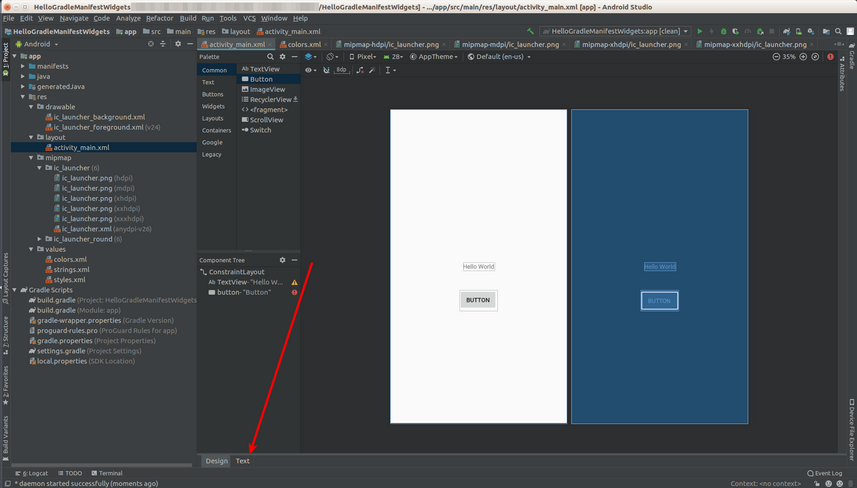 HelloGradleManifestWidgets
/HelloGradleManifestWidgets] - .../app/src/main/res/layout/activity_main.xml [app] - Android Studio
File Edit View Navigate Code Analyze Refactor Build Run Tools VCS Window Help
HelloGradleManifestWidgets app src main res layout activity_main.xml
HelloGradleManifestWidgets:app [clean]
Android
activity_main.xml
colors.xml
mipmap-hdpi/ic_launcher.png
mipmap-mdpi/ic_launcher.png
mipmap-xhdpi/ic_launcher.png
mipmap-xxhdpi/ic_launcher.png
1: Project
Layout Captures
7: Structure
2: Favorites
Build Variants
app
manifests
java
generatedJava
res
drawable
ic_launcher_background.xml
ic_launcher_foreground.xml (v24)
layout
activity_main.xml
mipmap
ic_launcher (6)
ic_launcher.png (hdpi)
ic_launcher.png (mdpi)
ic_launcher.png (xhdpi)
ic_launcher.png (xxhdpi)
ic_launcher.png (xxxhdpi)
ic_launcher.xml (anydpi-v26)
ic_launcher_round (6)
values
colors.xml
strings.xml
styles.xml
Gradle Scripts
build.gradle (Project: HelloGradleManifestWidgets
build.gradle (Module: app)
gradle-wrapper.properties (Gradle Version)
proguard-rules.pro (ProGuard Rules for app)
gradle.properties (Project Properties)
settings.gradle (Project Settings)
local.properties (SDK Location)
Palette
Common
Text
Buttons
Widgets
Layouts
Containers
Google
Legacy
Ab TextView
Button
ImageView
RecyclerView
<> <fragment>
ScrollView
Switch
Pixel
28
AppTheme
Default (en-us)
35%
8dp
Component Tree
ConstraintLayout
Ab TextView- "Hello W...
button- "Button"
Hello World
BUTTON
Hello World
BUTTON
Design Text
Gradle
Attributes
Device File Explorer
6: Logcat TODO Terminal
Event Log
* daemon started successfully (moments ago)
Context: <no context>